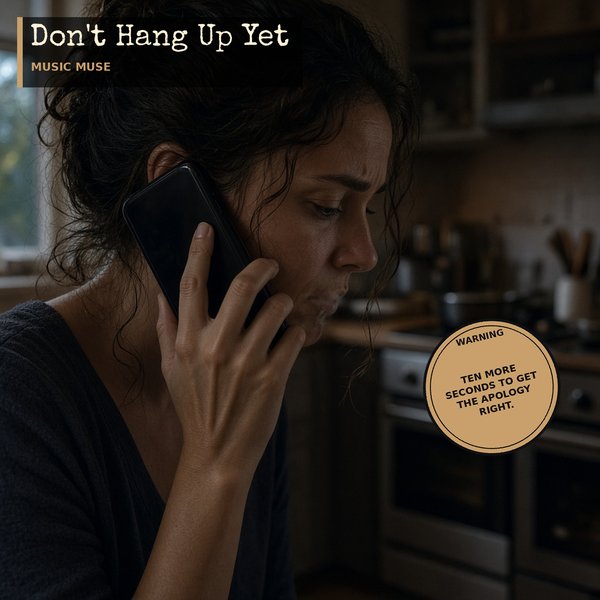 Don't Hang Up Yet
MUSIC MUSE
WARNING
TEN MORE
SECONDS TO GET
THE APOLOGY
RIGHT.